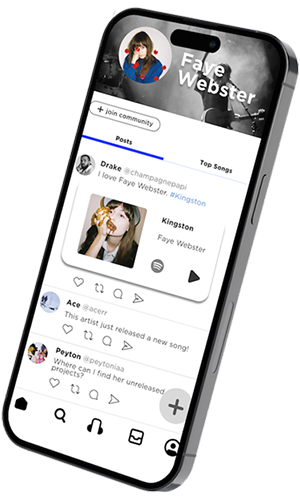 Faye
Webster
+ join community
Posts
Top Songs
Drake @champagnepapi
I love Faye Webster. #Kingston
Kingston
Faye Webster
Ace @acerr
This artist just released a new song!
Peyton @peytoniaa
Where can I find her unreleased
projects?
+